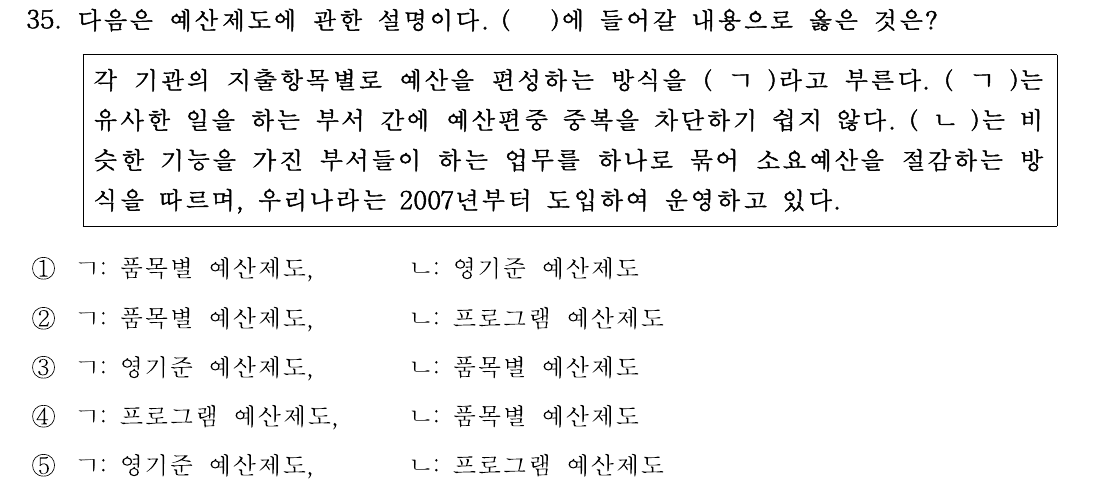 35. 다음은 예산제도에 관한 설명이다. (   )에 들어갈 내용으로 옳은 것은?
각 기관의 지출항목별로 예산을 편성하는 방식을 ( ㄱ )라고 부른다. ( ㄱ )는
유사한 일을 하는 부서 간에 예산편중 중복을 차단하기 쉽지 않다. ( ㄴ )는 비
슷한 기능을 가진 부서들이 하는 업무를 하나로 묶어 소요예산을 절감하는 방
식을 따르며, 우리나라는 2007년부터 도입하여 운영하고 있다.
① ㄱ: 품목별 예산제도, ㄴ: 영기준 예산제도
② ㄱ: 품목별 예산제도, ㄴ: 프로그램 예산제도
③ ㄱ: 영기준 예산제도, ㄴ: 품목별 예산제도
④ ㄱ: 프로그램 예산제도, ㄴ: 품목별 예산제도
⑤ ㄱ: 영기준 예산제도, ㄴ: 프로그램 예산제도